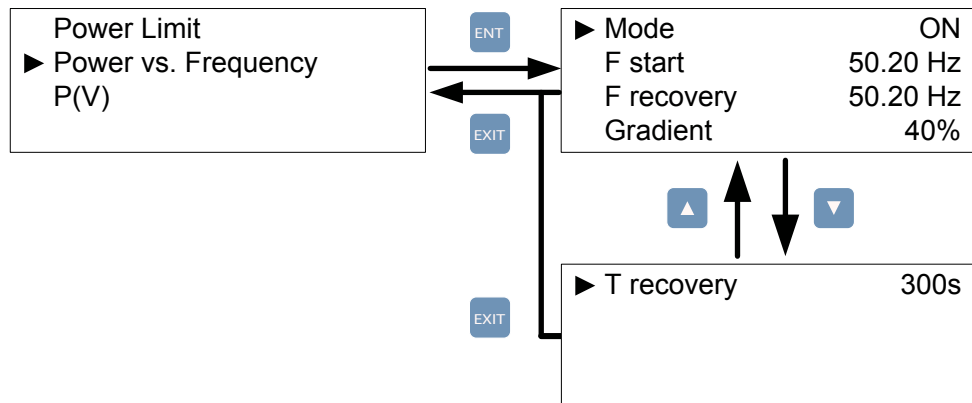 Power Limit
► Power vs. Frequency
P(V)
ENT
EXIT
► Mode ON
F start 50.20 Hz
F recovery 50.20 Hz
Gradient 40%
▲ ▼
► T recovery 300s
EXIT